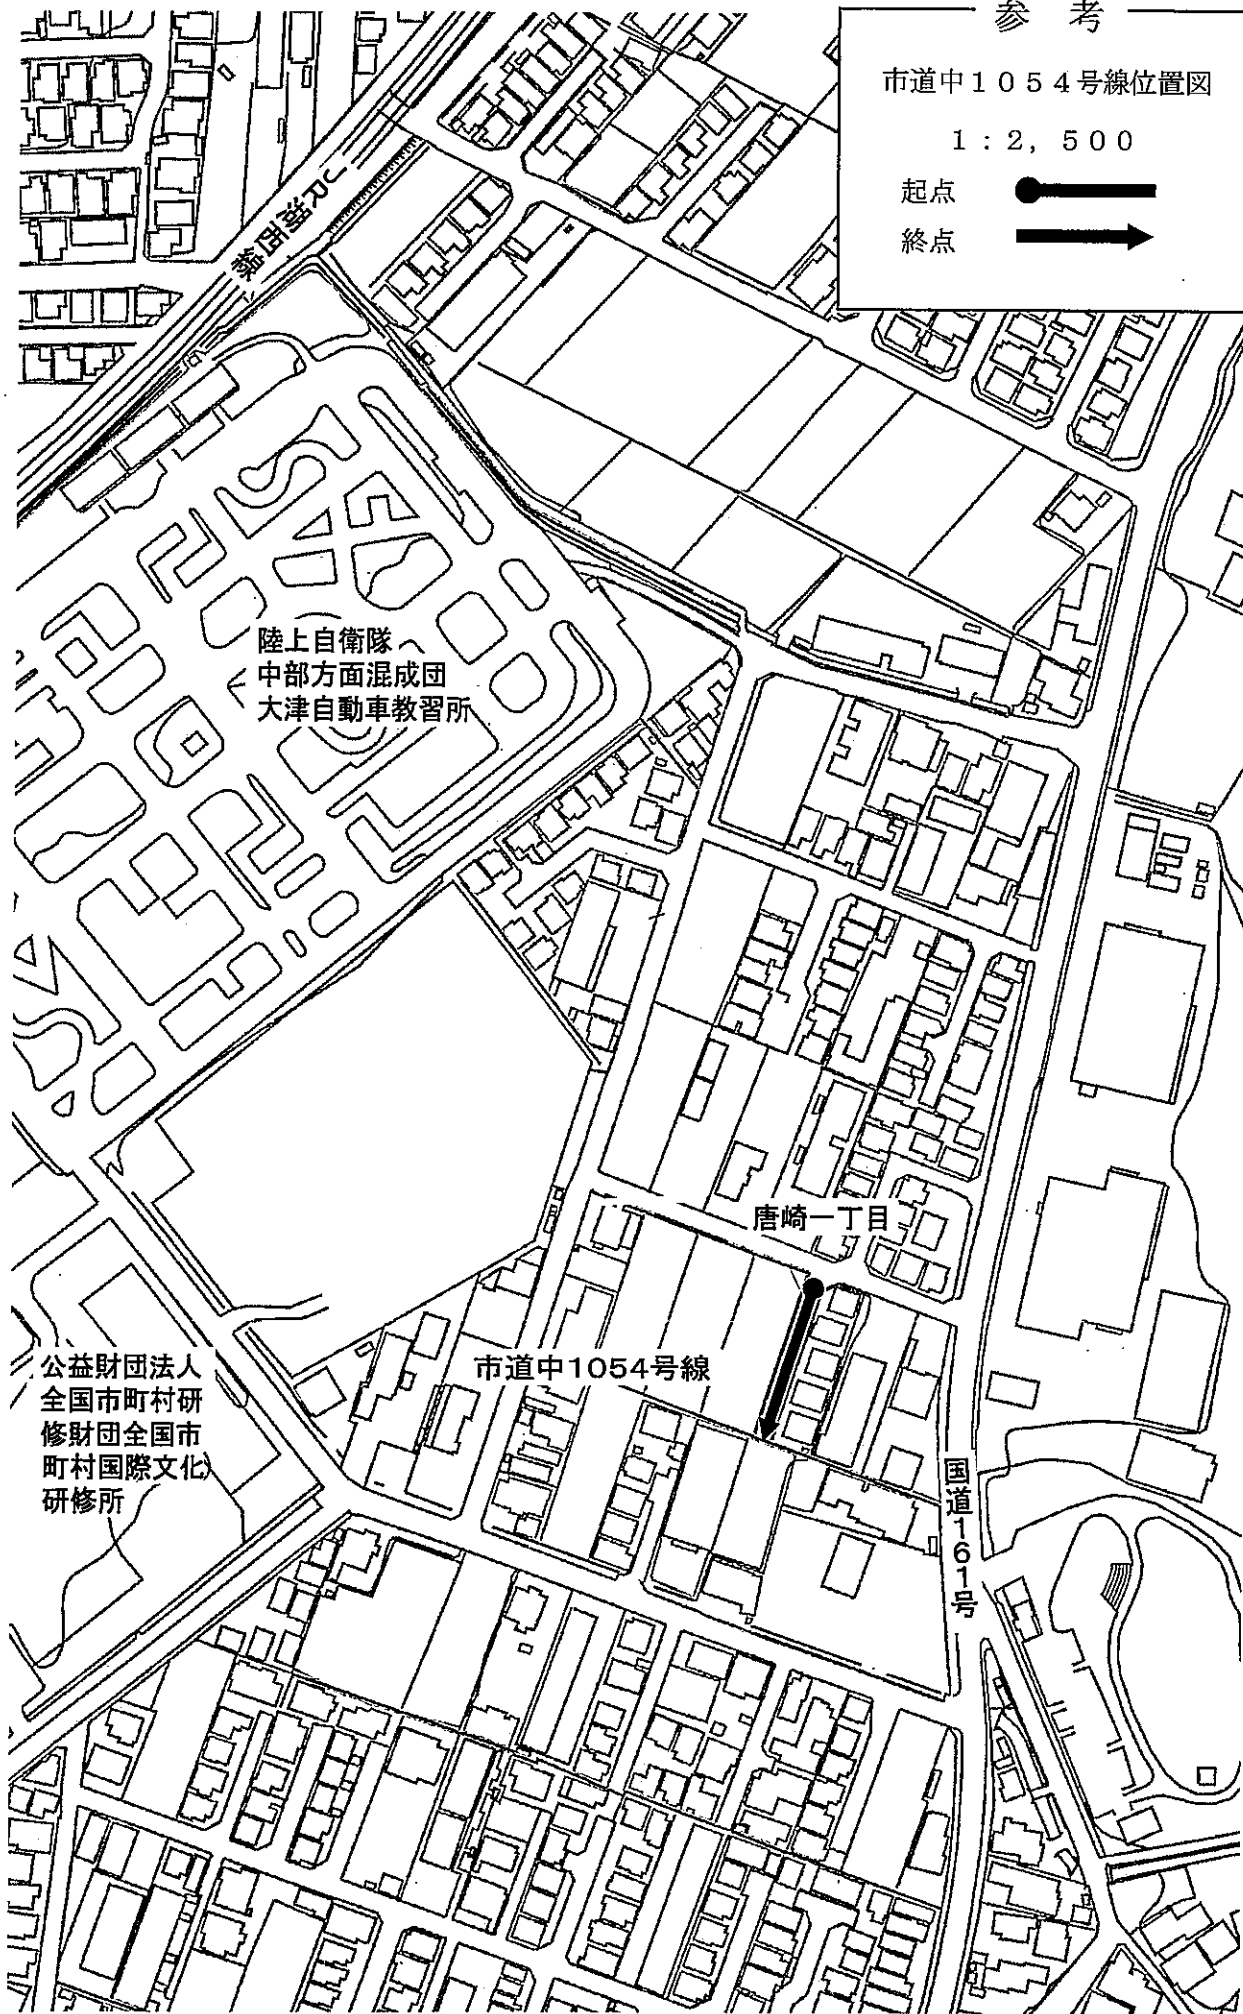 参考
市道中1054号線位置図
1：2,500
起点
終点
JR湖西線
陸上自衛隊
中部方面混成団
大津自動車教習所
唐崎一丁目
市道中1054号線
公益財団法人
全国市町村研
修財団全国市
町村国際文化
研修所
国道161号